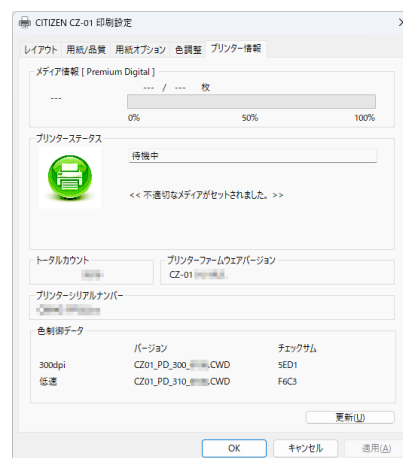 CITIZEN CZ-01 印刷設定
レイアウト 用紙/品質 用紙オプション 色調整 プリンター情報
メディア情報 [ Premium Digital ]
--- / --- 枚
---
0% 50% 100%
プリンターステータス
待機中
<< 不適切なメディアがセットされました。 >>
トータルカウント プリンターファームウェアバージョン
CZ-01
プリンターシリアルナンバー
色制御データ
バージョン チェックサム
300dpi CZ01_PD_300_ .CWD 5ED1
低速 CZ01_PD_310_ .CWD F6C3
更新(U)
OK キャンセル 適用(A)